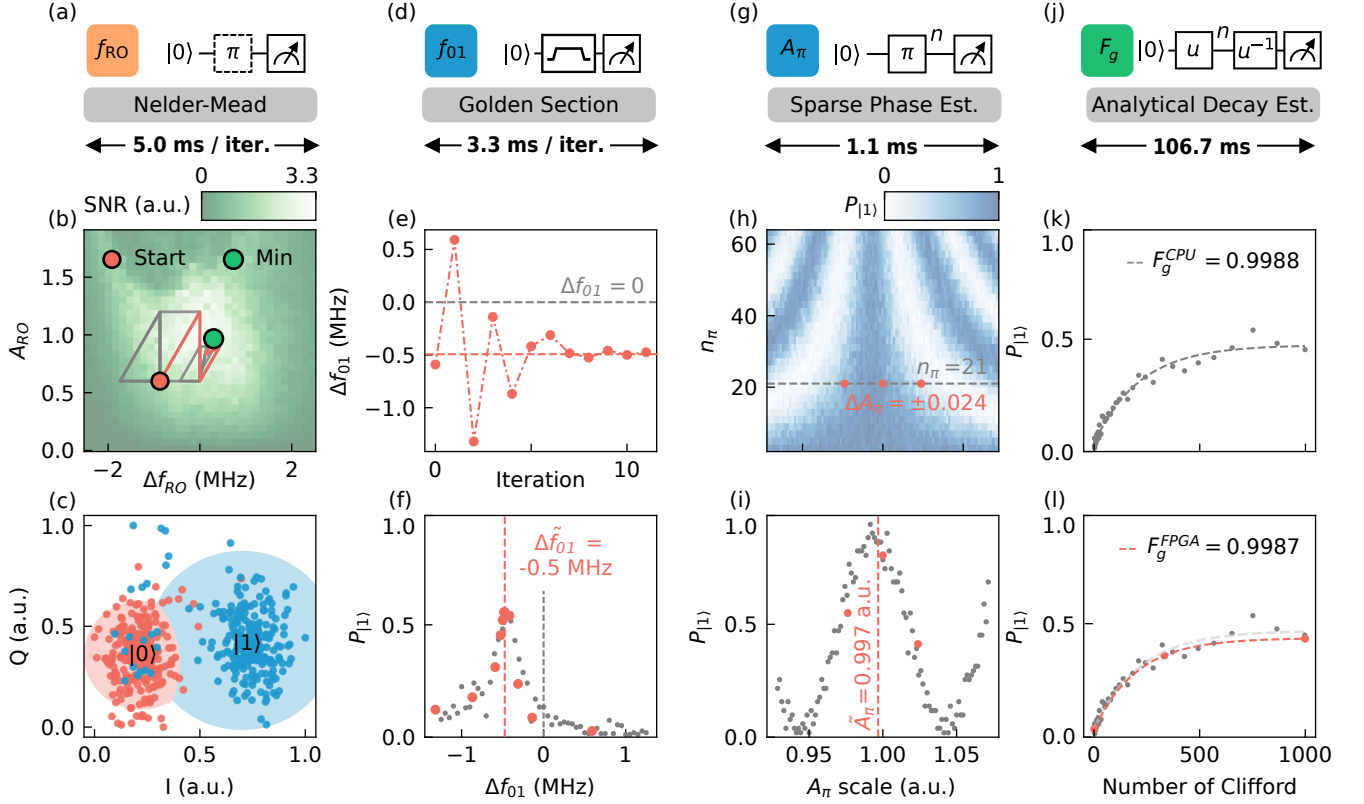 (a)
f_RO
|0⟩
π
Nelder-Mead
5.0 ms / iter.
(d)
f_01
|0⟩
Golden Section
3.3 ms / iter.
(g)
A_π
|0⟩
π
n
Sparse Phase Est.
1.1 ms
(j)
F_g
|0⟩
u
n
u⁻¹
Analytical Decay Est.
106.7 ms
0
3.3
SNR (a.u.)
(b)
Start
Min
1.5
1.0
0.5
0.0
A_RO
−2
0
2
Δf_RO (MHz)
(e)
Δf_01 = 0
0.5
0.0
−0.5
−1.0
Δf_01 (MHz)
0
10
Iteration
0
1
P_|1⟩
(h)
60
40
20
n_π
n_π =21
ΔA_π = ±0.024
(k)
F_g^CPU = 0.9988
1.0
0.5
0.0
P_|1⟩
(c)
1.0
0.5
0.0
Q (a.u.)
|0⟩
|1⟩
0.0
0.5
1.0
I (a.u.)
(f)
Δf̃_01 =
-0.5 MHz
1.0
0.5
0.0
P_|1⟩
−1
0
1
Δf_01 (MHz)
(i)
1.0
0.5
0.0
P_|1⟩
Ã_π=0.997 a.u.
0.95
1.00
1.05
A_π scale (a.u.)
(l)
F_g^FPGA = 0.9987
1.0
0.5
0.0
P_|1⟩
0
500
1000
Number of Clifford